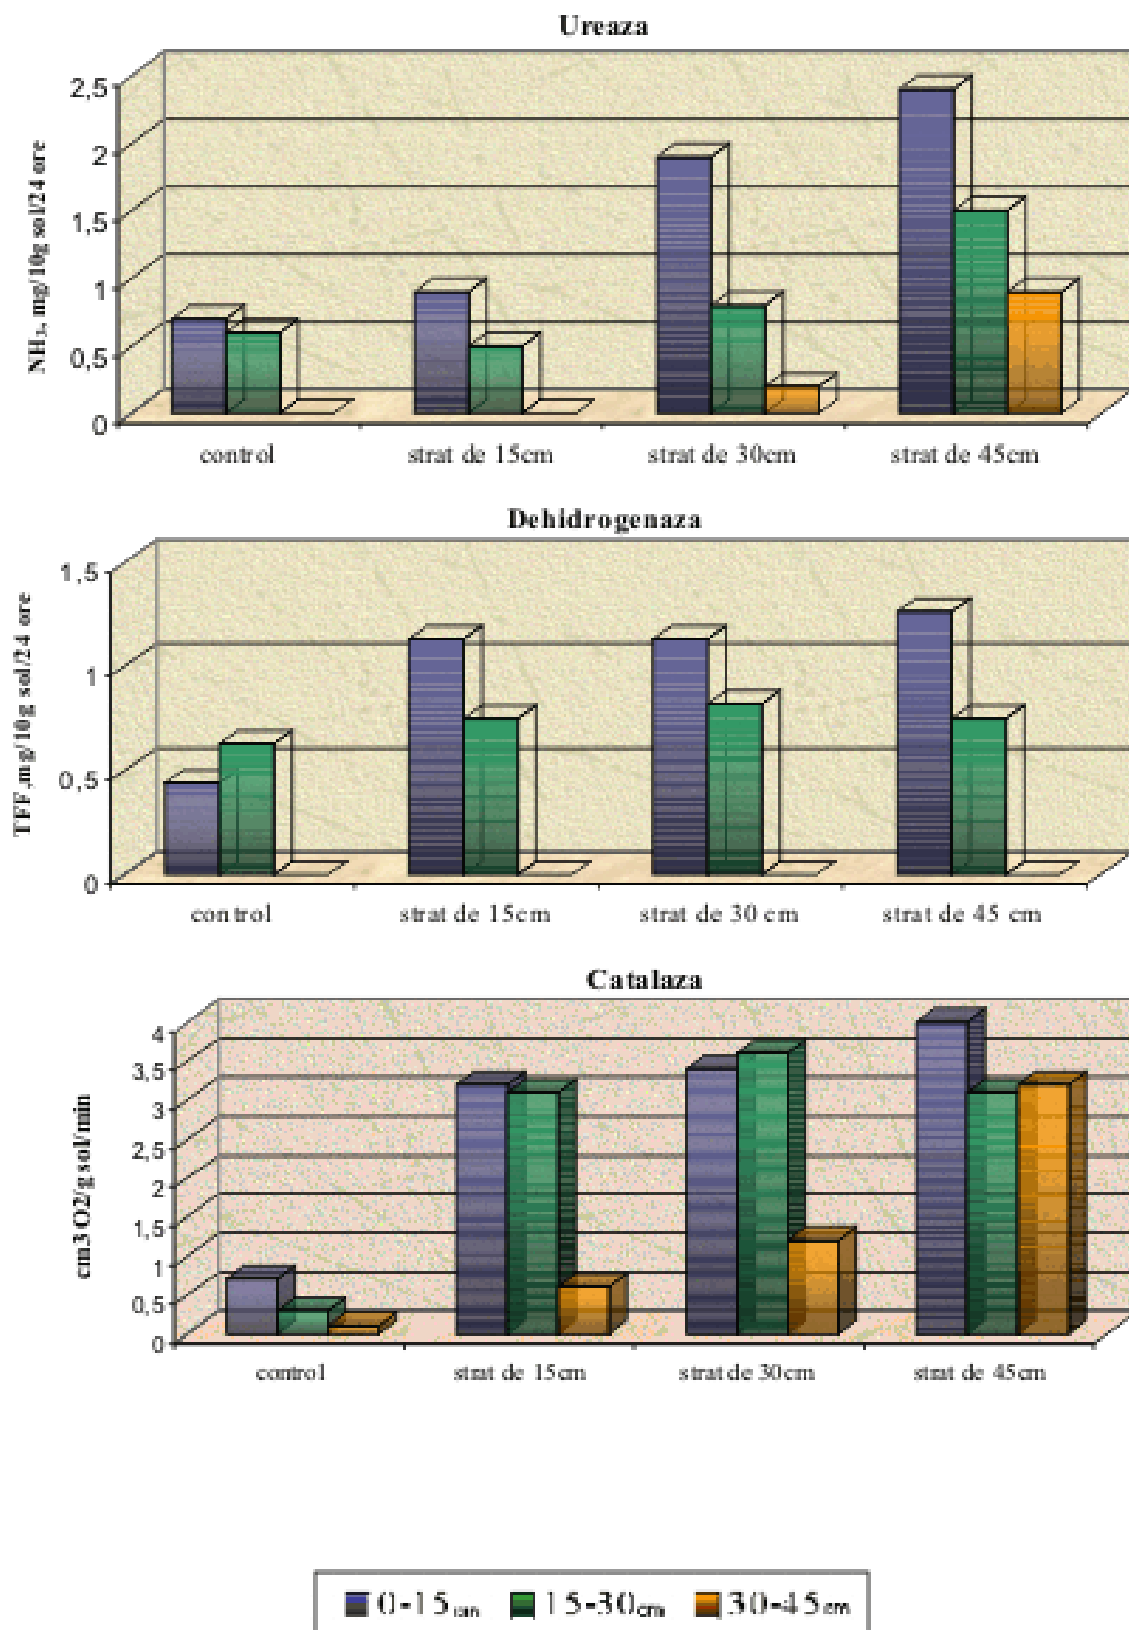 Ureaza
NH3, mg/10g sol/24 ore
2,5
2
1,5
1
0,5
0
control strat de 15cm strat de 30cm strat de 45cm
Dehidrogenaza
TFF,mg/10g sol/24 ore
1,5
1
0,5
0
control strat de 15cm strat de 30 cm strat de 45 cm
Catalaza
cm3 O2/g sol/min
4
3,5
3
2,5
2
1,5
1
0,5
0
control strat de 15cm strat de 30cm strat de 45cm
0-15cm 15-30cm 30-45cm